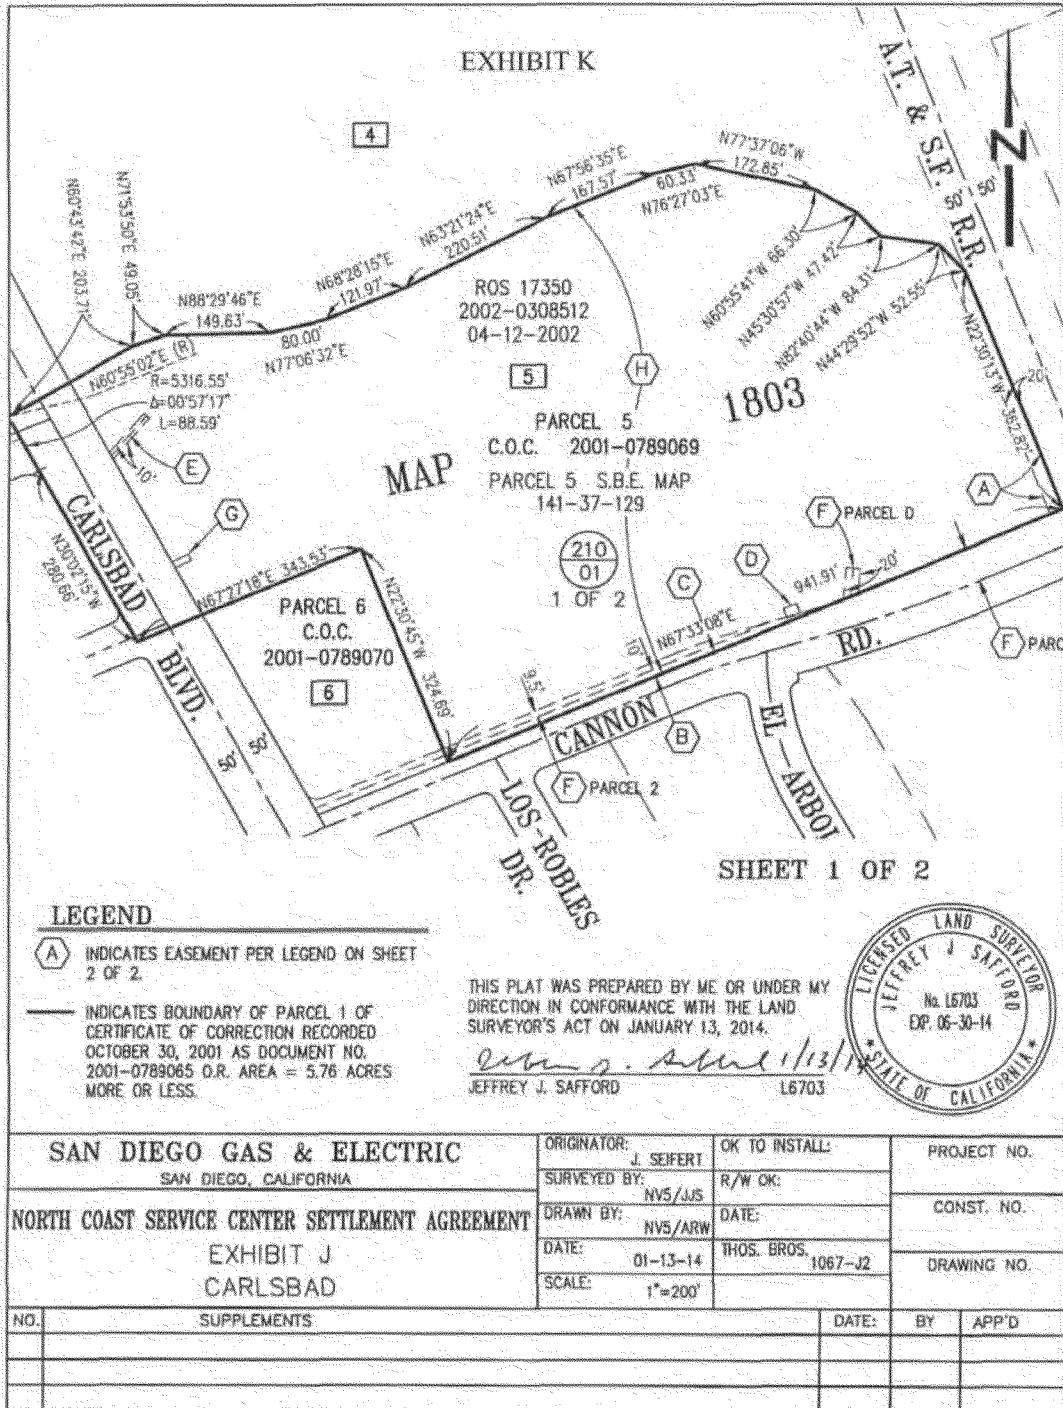 EXHIBIT K
4
A.T. & S.F. R.R.
50' 50'
N
N77°37'06"W
172.85'
N67°58'35"E
167.57'
60.33'
N76°27'03"E
N60°43'42"E 203.71'
N71°53'50"E 49.05'
N63°21'24"E
220.51'
N68°28'15"E
121.97'
N88°29'46"E
149.63'
80.00'
N77°06'32"E
N60°55'41"W 66.30'
N45°30'57"W 47.42'
N82°40'44"W 84.31'
N44°29'52"W 52.55'
N22°30'13"W 362.82'
20'
ROS 17350
2002-0308512
04-12-2002
5
H
1803
N60°55'02"E (R)
R=5316.55'
Δ=00°57'17"
L=88.59'
10'
E
G
MAP
PARCEL 5
C.O.C. 2001-0789069
PARCEL 5 S.B.E. MAP
141-37-129
A
F PARCEL D
210
01
1 OF 2
D
C
941.91'
20'
N67°33'08"E
CARLSBAD BLVD.
N30°02'15"W
280.66'
N67°27'18"E 343.53'
N22°30'45"W 324.69'
PARCEL 6
C.O.C.
2001-0789070
6
10'
9.5'
50' 50'
CANNON RD.
F PARC
B
F PARCEL 2
EL ARBOL
LOS ROBLES DR.
SHEET 1 OF 2
LEGEND
A INDICATES EASEMENT PER LEGEND ON SHEET
2 OF 2.
INDICATES BOUNDARY OF PARCEL 1 OF
CERTIFICATE OF CORRECTION RECORDED
OCTOBER 30, 2001 AS DOCUMENT NO.
2001-0789065 O.R. AREA = 5.76 ACRES
MORE OR LESS.
THIS PLAT WAS PREPARED BY ME OR UNDER MY
DIRECTION IN CONFORMANCE WITH THE LAND
SURVEYOR'S ACT ON JANUARY 13, 2014.
1/13/14
JEFFREY J. SAFFORD L6703
LICENSED LAND SURVEYOR
JEFFREY J SAFFORD
No. L6703
EXP. 06-30-14
STATE OF CALIFORNIA
SAN DIEGO GAS & ELECTRIC
SAN DIEGO, CALIFORNIA
NORTH COAST SERVICE CENTER SETTLEMENT AGREEMENT
EXHIBIT J
CARLSBAD
ORIGINATOR: J. SEIFERT
SURVEYED BY: NV5/JJS
DRAWN BY: NV5/ARW
DATE: 01-13-14
SCALE: 1"=200'
OK TO INSTALL:
R/W OK:
DATE:
THOS. BROS. 1067-J2
PROJECT NO.
CONST. NO.
DRAWING NO.
NO. SUPPLEMENTS DATE: BY APP'D